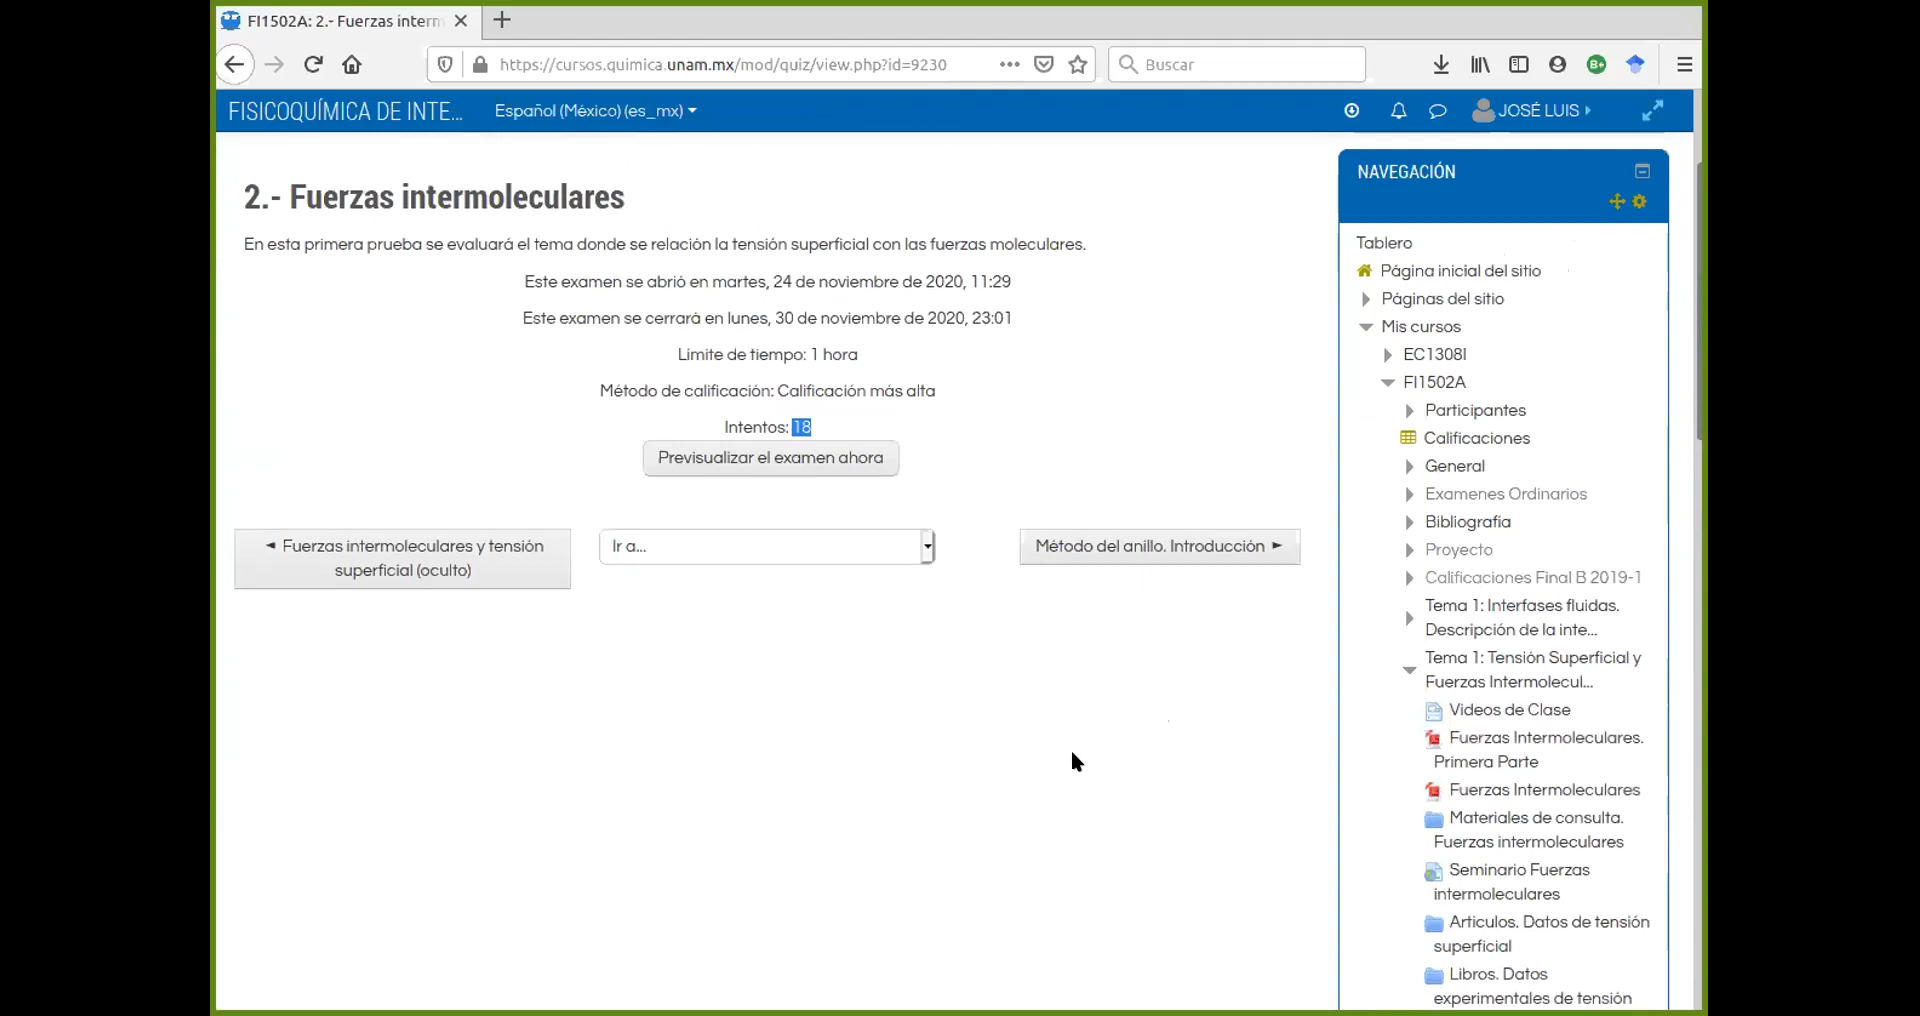 FI1502A: 2.- Fuerzas interm
https://cursos.quimica.unam.mx/mod/quiz/view.php?id=9230
Buscar
FISICOQUÍMICA DE INTE...
Español (México) (es_mx)
JOSÉ LUIS
2.- Fuerzas intermoleculares
En esta primera prueba se evaluará el tema donde se relación la tensión superficial con las fuerzas moleculares.
Este examen se abrió en martes, 24 de noviembre de 2020, 11:29
Este examen se cerrará en lunes, 30 de noviembre de 2020, 23:01
Límite de tiempo: 1 hora
Método de calificación: Calificación más alta
Intentos: 18
Previsualizar el examen ahora
◄ Fuerzas intermoleculares y tensión
superficial (oculto)
Ir a...
Método del anillo. Introducción ►
NAVEGACIÓN
Tablero
Página inicial del sitio
Páginas del sitio
Mis cursos
EC1308I
FI1502A
Participantes
Calificaciones
General
Examenes Ordinarios
Bibliografía
Proyecto
Calificaciones Final B 2019-1
Tema 1: Interfases fluidas.
Descripción de la inte...
Tema 1: Tensión Superficial y
Fuerzas Intermolecul...
Videos de Clase
Fuerzas Intermoleculares.
Primera Parte
Fuerzas Intermoleculares
Materiales de consulta.
Fuerzas intermoleculares
Seminario Fuerzas
intermoleculares
Articulos. Datos de tensión
superficial
Libros. Datos
experimentales de tensión